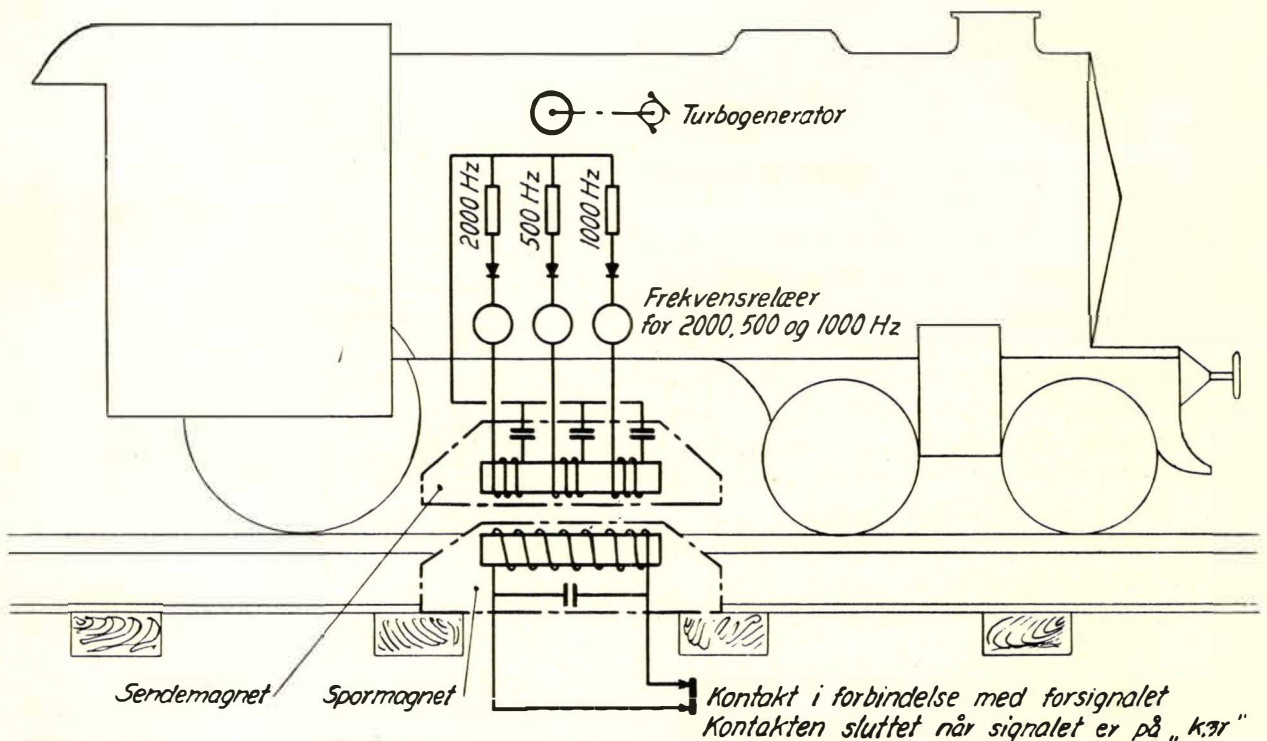 Turbogenerator
2000 Hz
500 Hz
1000 Hz
Frekvensrelæer
for 2000, 500 og 1000 Hz
Sendemagnet
Spormagnet
Kontakt i forbindelse med forsignalet
Kontakten sluttet når signalet er på „kør"